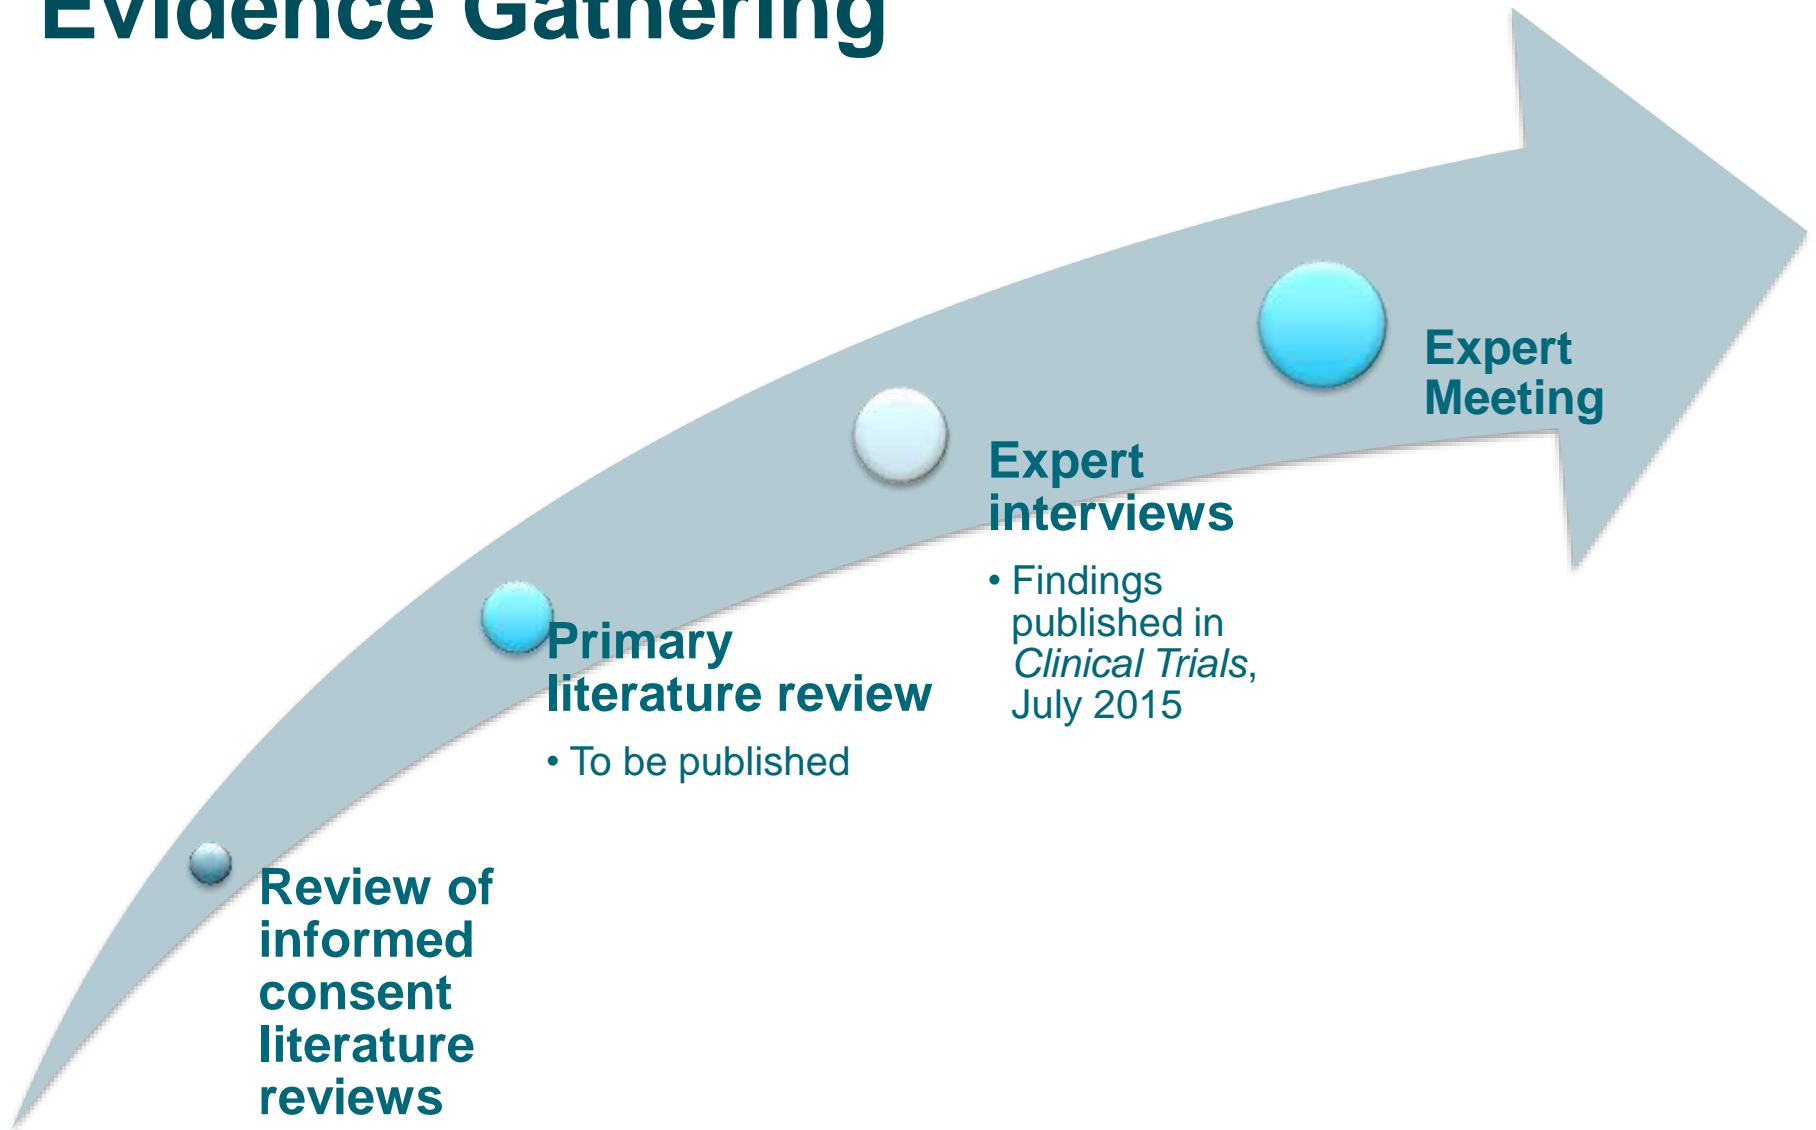 Evidence Gathering
Expert
Meeting
Expert
interviews
• Findings
published in
Clinical Trials,
July 2015
Primary
literature review
• To be published
Review of
informed
consent
literature
reviews